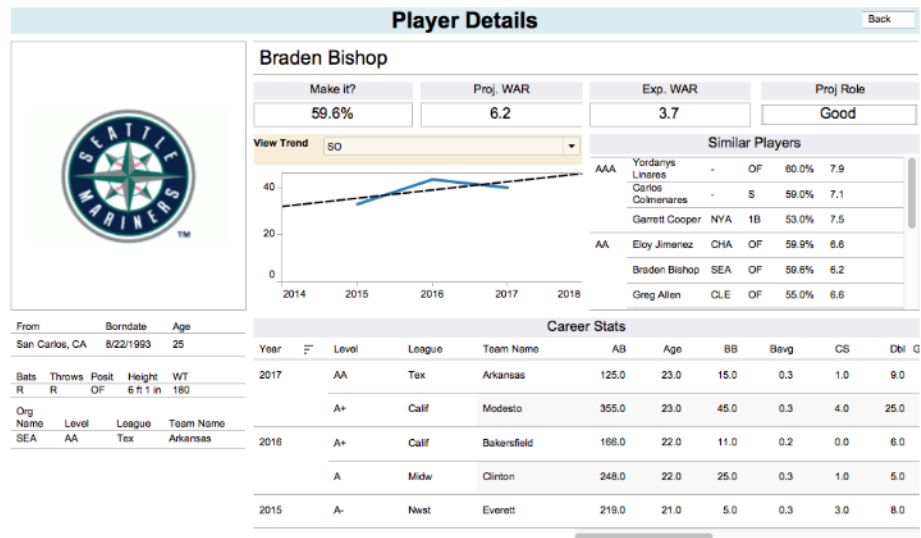 Player Details
Back
SEATTLE
MARINERS
TM
From Borndate Age
San Carlos, CA 8/22/1993 25
Bats Throws Posit Height WT
R R OF 6 ft 1 in 180
Org
Name Level League Team Name
SEA AA Tex Arkansas
Braden Bishop
Make it? Proj. WAR Exp. WAR Proj Role
59.6% 6.2 3.7 Good
View Trend SO
40
20
0
2014 2015 2016 2017 2018
Similar Players
AAA Yordanys Linares - OF 60.0% 7.9
Carlos Colmenares - S 59.0% 7.1
Garrett Cooper NYA 1B 53.0% 7.5
AA Eloy Jimenez CHA OF 59.9% 6.6
Braden Bishop SEA OF 59.6% 6.2
Greg Allen CLE OF 55.0% 6.6
Career Stats
Year Level League Team Name AB Age BB Bavg CS Dbl G
2017 AA Tex Arkansas 125.0 23.0 15.0 0.3 1.0 9.0
A+ Calif Modesto 355.0 23.0 45.0 0.3 4.0 25.0
2016 A+ Calif Bakersfield 166.0 22.0 11.0 0.2 0.0 6.0
A Midw Clinton 248.0 22.0 25.0 0.3 1.0 5.0
2015 A- Nwst Everett 219.0 21.0 5.0 0.3 3.0 8.0